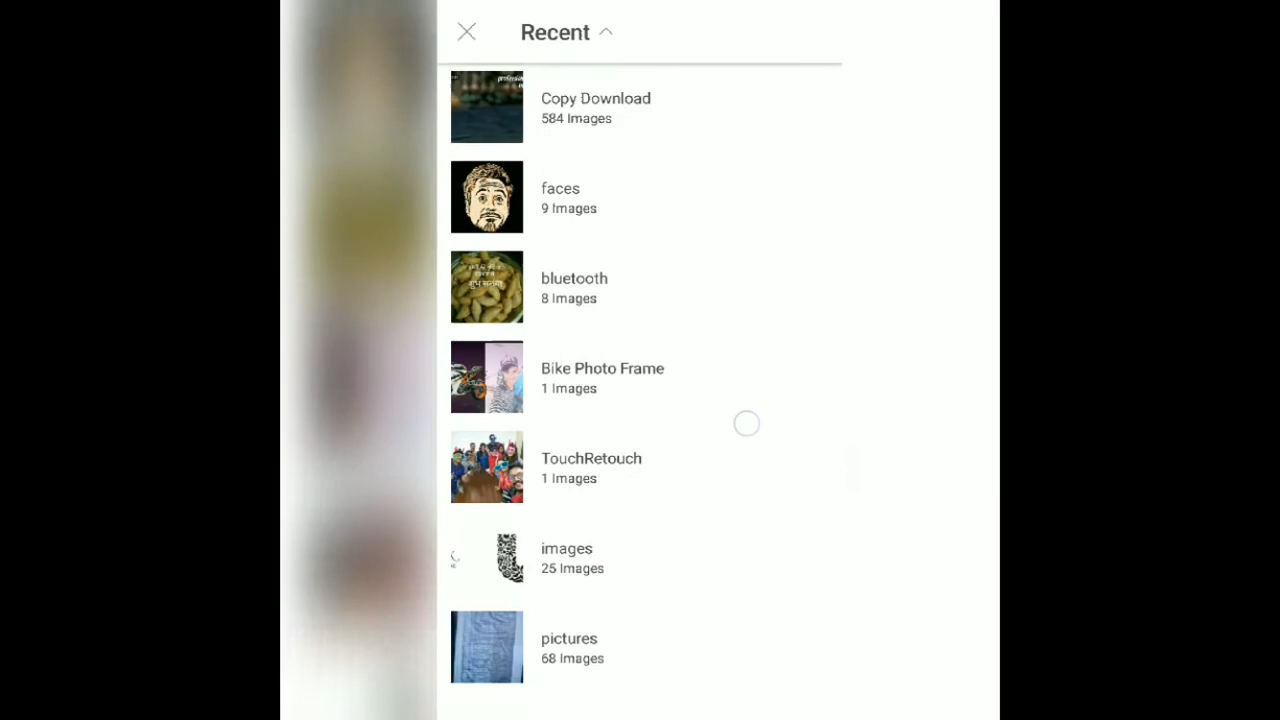 Recent
Copy Download
584 Images
faces
9 Images
bluetooth
8 Images
शुभ सन्ध्या
Bike Photo Frame
1 Images
TouchRetouch
1 Images
images
25 Images
pictures
68 Images